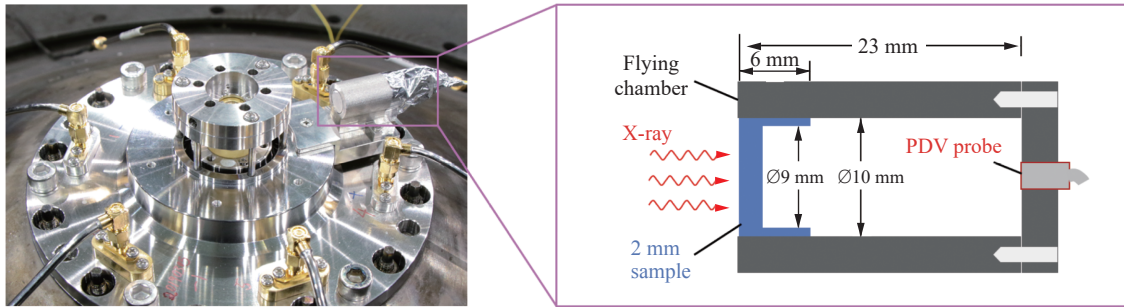 23 mm
6 mm
Flying
chamber
X-ray
PDV probe
Ø9 mm
Ø10 mm
2 mm
sample